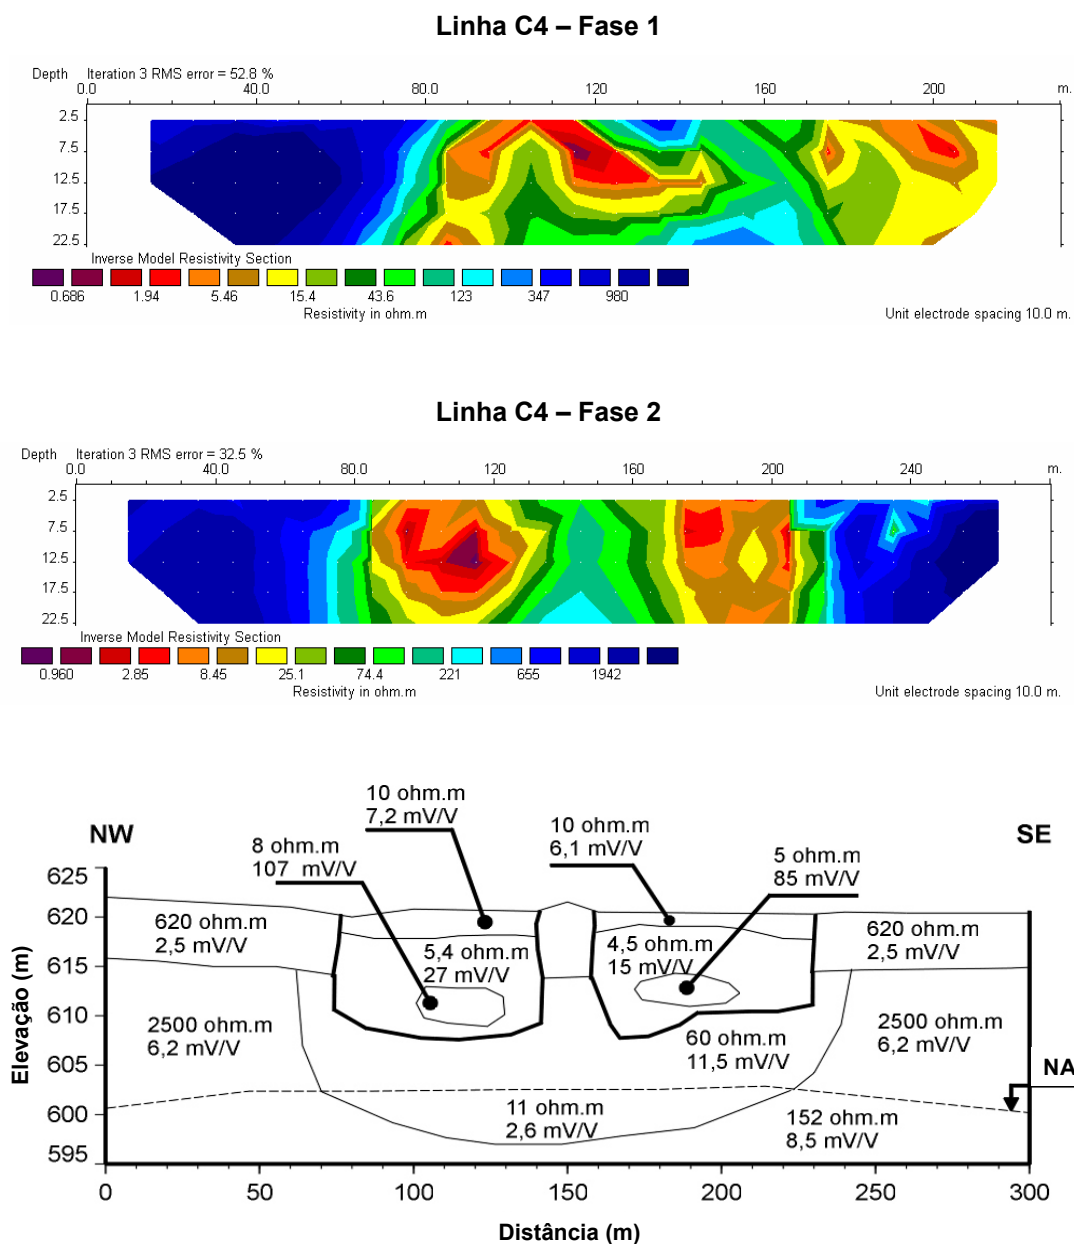 Linha C4 – Fase 1
Depth Iteration 3 RMS error = 52.8 %
0.0 40.0 80.0 120 160 200 m.
2.5
7.5
12.5
17.5
22.5
Inverse Model Resistivity Section
0.686 1.94 5.46 15.4 43.6 123 347 980
Resistivity in ohm.m
Unit electrode spacing 10.0 m.
Linha C4 – Fase 2
Depth Iteration 3 RMS error = 32.5 %
0.0 40.0 80.0 120 160 200 240 m.
2.5
7.5
12.5
17.5
22.5
Inverse Model Resistivity Section
0.960 2.85 8.45 25.1 74.4 221 655 1942
Resistivity in ohm.m
Unit electrode spacing 10.0 m.
NW
SE
10 ohm.m
7,2 mV/V
8 ohm.m
107 mV/V
10 ohm.m
6,1 mV/V
5 ohm.m
85 mV/V
620 ohm.m
2,5 mV/V
5,4 ohm.m
27 mV/V
4,5 ohm.m
15 mV/V
620 ohm.m
2,5 mV/V
2500 ohm.m
6,2 mV/V
60 ohm.m
11,5 mV/V
2500 ohm.m
6,2 mV/V
11 ohm.m
2,6 mV/V
152 ohm.m
8,5 mV/V
NA
Elevação (m)
625
620
615
610
605
600
595
0 50 100 150 200 250 300
Distância (m)